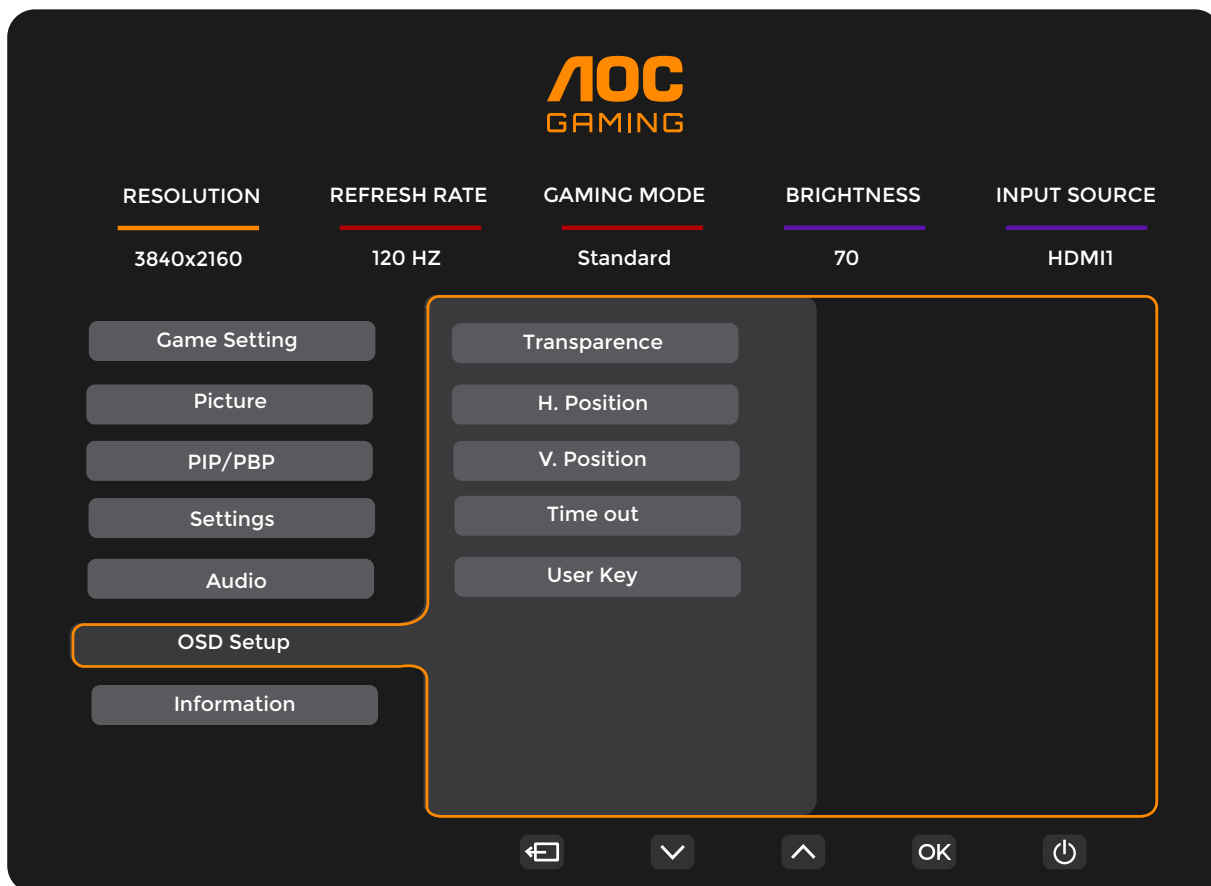 AOC
GAMING
RESOLUTION REFRESH RATE GAMING MODE BRIGHTNESS INPUT SOURCE
3840x2160 120 HZ Standard 70 HDMI1
Game Setting
Picture
PIP/PBP
Settings
Audio
OSD Setup
Information
Transparence
H. Position
V. Position
Time out
User Key
OK